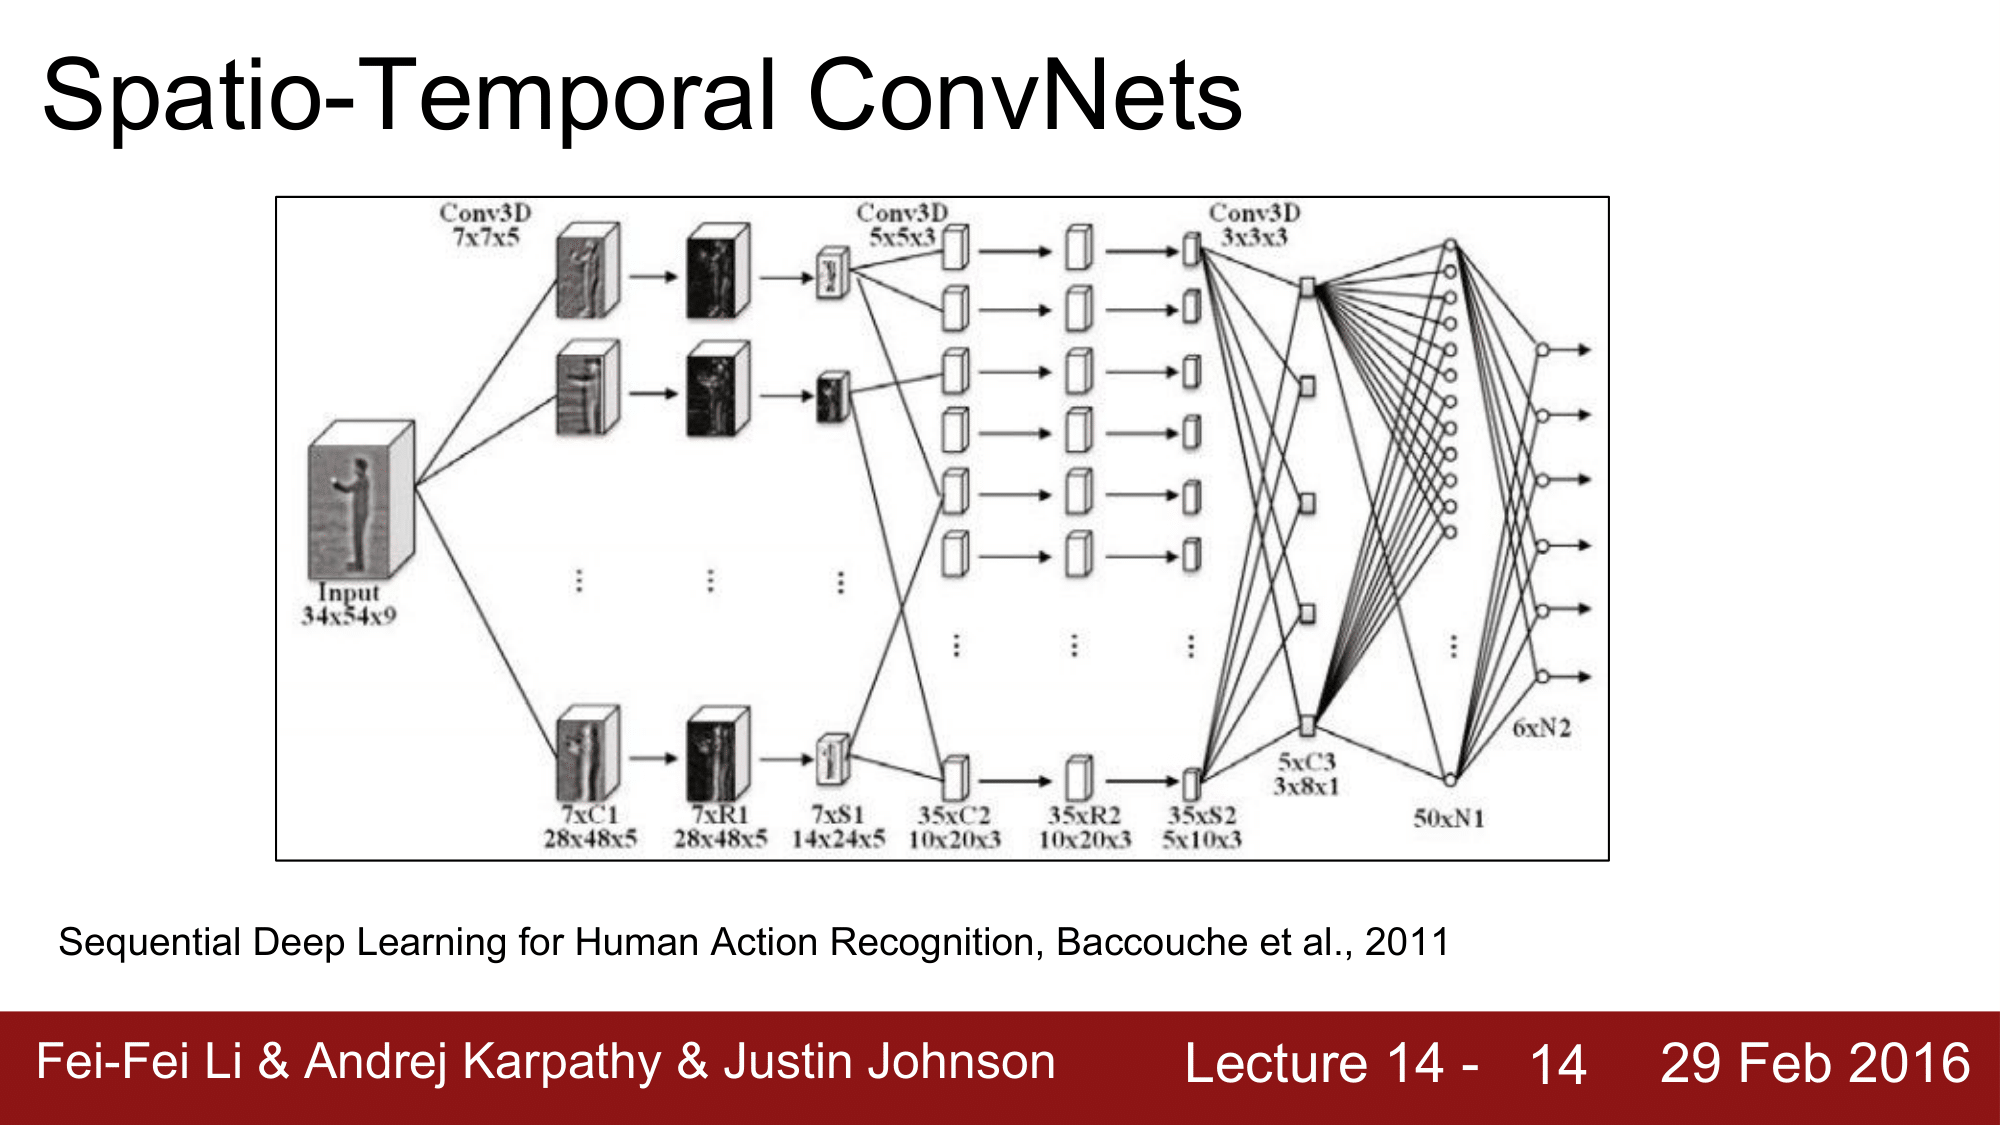 Spatio-Temporal ConvNets
Conv3D
7x7x5
Conv3D
5x5x3
Conv3D
3x3x3
Input
34x54x9
7xC1
28x48x5
7xR1
28x48x5
7xS1
14x24x5
35xC2
10x20x3
35xR2
10x20x3
35xS2
5x10x3
5xC3
3x8x1
50xN1
6xN2
Sequential Deep Learning for Human Action Recognition, Baccouche et al., 2011
Fei-Fei Li & Andrej Karpathy & Justin Johnson
Lecture 14 - 14
29 Feb 2016